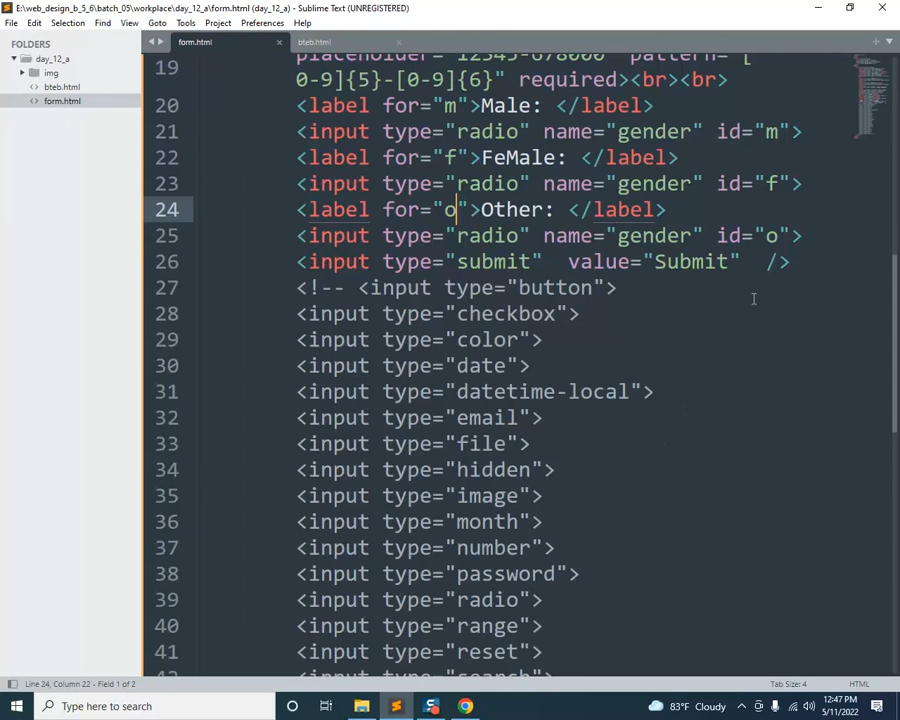 E:\web_design_b_5_6\batch_05\workplace\day_12_a\form.html (day_12_a) - Sublime Text (UNREGISTERED)
File Edit Selection Find View Goto Tools Project Preferences Help
FOLDERS
day_12_a
img
bteb.html
form.html
form.html
bteb.html
placeholder="12345-678000" pattern="[
19 0-9]{5}-[0-9]{6}" required><br><br>
20 <label for="m">Male: </label>
21 <input type="radio" name="gender" id="m">
22 <label for="f">FeMale: </label>
23 <input type="radio" name="gender" id="f">
24 <label for="o">Other: </label>
25 <input type="radio" name="gender" id="o">
26 <input type="submit"  value="Submit"  />
27 <!-- <input type="button">
28 <input type="checkbox">
29 <input type="color">
30 <input type="date">
31 <input type="datetime-local">
32 <input type="email">
33 <input type="file">
34 <input type="hidden">
35 <input type="image">
36 <input type="month">
37 <input type="number">
38 <input type="password">
39 <input type="radio">
40 <input type="range">
41 <input type="reset">
42 <input type="search">
Line 24, Column 22 - Field 1 of 2
Tab Size: 4
HTML
Type here to search
83°F Cloudy
12:47 PM
5/11/2022